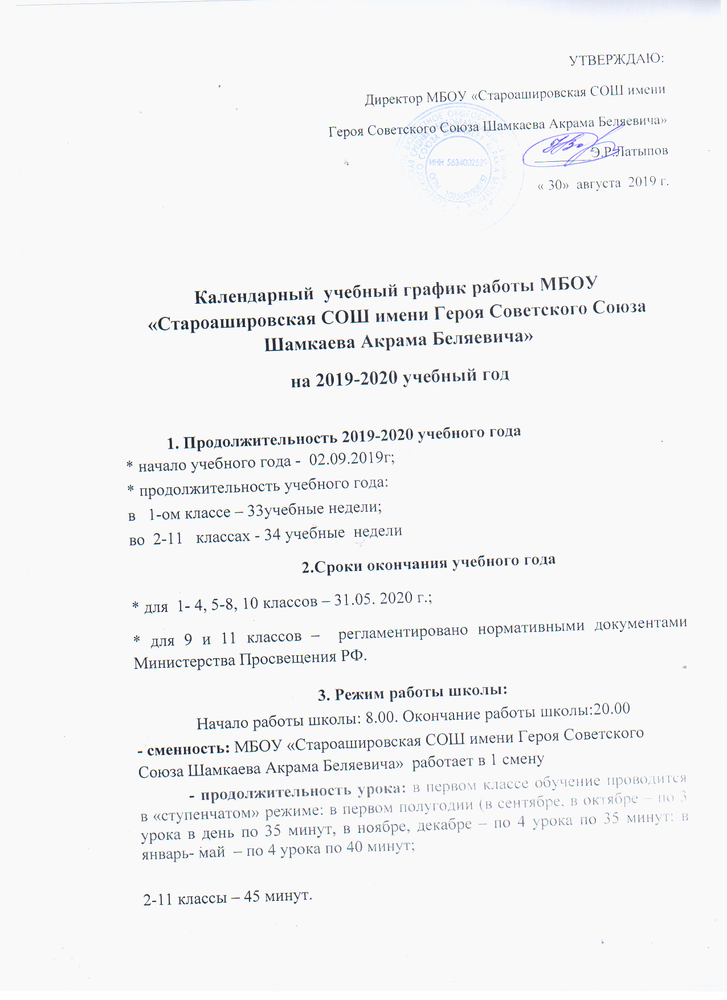 УТВЕРЖДАЮ:
Директор МБОУ «Староашировская СОШ имени
Героя Советского Союза Шамкаева Акрама Беляевича»
Э.Р.Латыпов
« 30» августа 2019 г.
ИНН 563400252
ОГРН 1025600508757
Календарный учебный график работы МБОУ
«Староашировская СОШ имени Героя Советского Союза
Шамкаева Акрама Беляевича»
на 2019-2020 учебный год
1. Продолжительность 2019-2020 учебного года
* начало учебного года - 02.09.2019г;
* продолжительность учебного года:
в 1-ом классе – 33учебные недели;
во 2-11 классах - 34 учебные недели
2.Сроки окончания учебного года
* для 1- 4, 5-8, 10 классов – 31.05. 2020 г.;
* для 9 и 11 классов – регламентировано нормативными документами
Министерства Просвещения РФ.
3. Режим работы школы:
Начало работы школы: 8.00. Окончание работы школы:20.00
- сменность: МБОУ «Староашировская СОШ имени Героя Советского
Союза Шамкаева Акрама Беляевича» работает в 1 смену
- продолжительность урока: в первом классе обучение проводится
в «ступенчатом» режиме: в первом полугодии (в сентябре, в октябре – по 3
урока в день по 35 минут, в ноябре, декабре – по 4 урока по 35 минут; в
январь- май – по 4 урока по 40 минут;
2-11 классы – 45 минут.